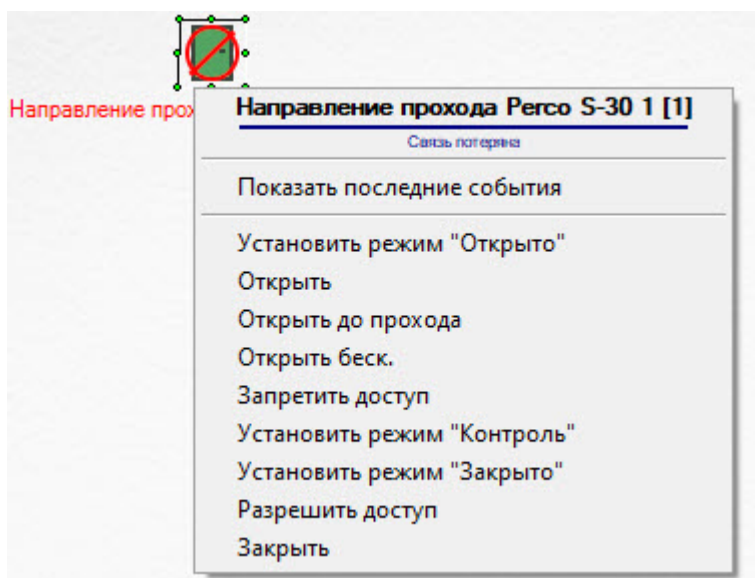 Направление прох
Направление прохода Perco S-30 1 [1]
Связь потеряна
Показать последние события
Установить режим "Открыто"
Открыть
Открыть до прохода
Открыть беск.
Запретить доступ
Установить режим "Контроль"
Установить режим "Закрыто"
Разрешить доступ
Закрыть